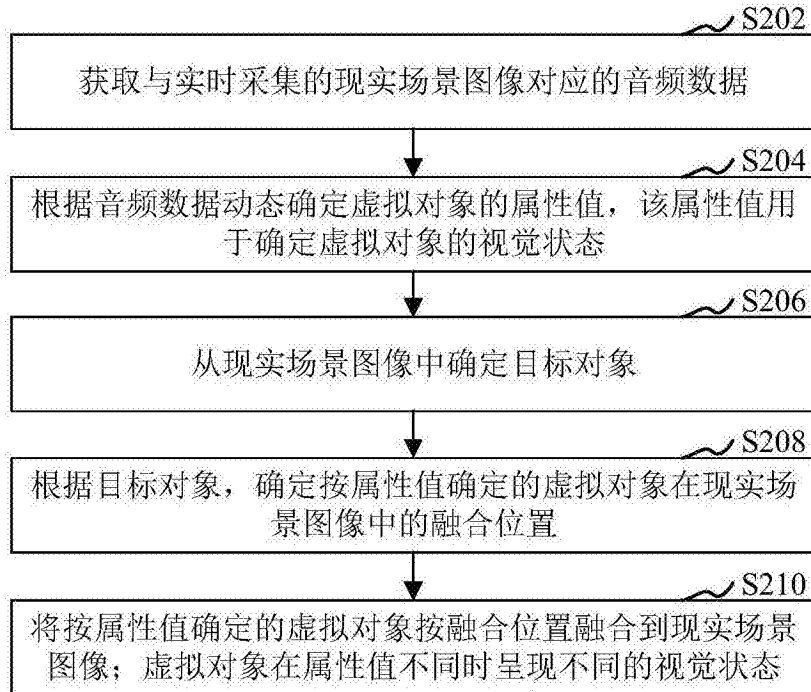 S202
获取与实时采集的现实场景图像对应的音频数据
S204
根据音频数据动态确定虚拟对象的属性值，该属性值用
于确定虚拟对象的视觉状态
S206
从现实场景图像中确定目标对象
S208
根据目标对象，确定按属性值确定的虚拟对象在现实场
景图像中的融合位置
S210
将按属性值确定的虚拟对象按融合位置融合到现实场景
图像；虚拟对象在属性值不同时呈现不同的视觉状态